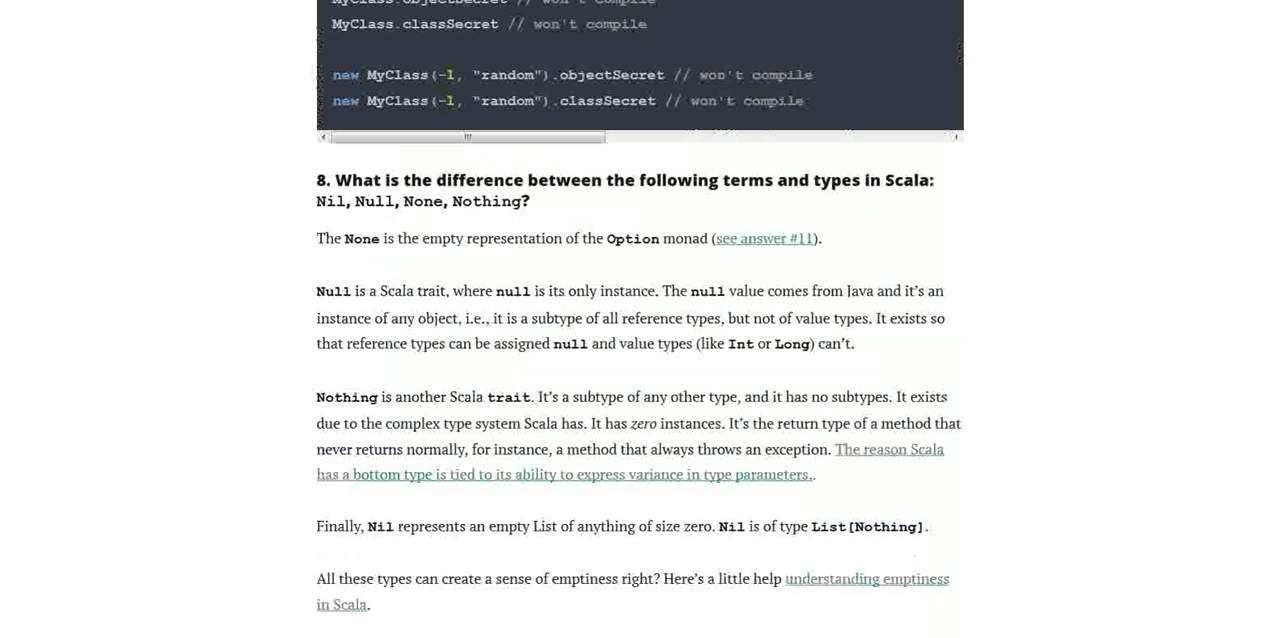 MyClass.objectSecret // won't compile
MyClass.classSecret // won't compile
new MyClass(-1, "random").objectSecret // won't compile
new MyClass(-1, "random").classSecret // won't compile
8. What is the difference between the following terms and types in Scala:
Nil, Null, None, Nothing?
The None is the empty representation of the Option monad (see answer #11).
Null is a Scala trait, where null is its only instance. The null value comes from Java and it’s an
instance of any object, i.e., it is a subtype of all reference types, but not of value types. It exists so
that reference types can be assigned null and value types (like Int or Long) can’t.
Nothing is another Scala trait. It’s a subtype of any other type, and it has no subtypes. It exists
due to the complex type system Scala has. It has zero instances. It’s the return type of a method that
never returns normally, for instance, a method that always throws an exception. The reason Scala
has a bottom type is tied to its ability to express variance in type parameters..
Finally, Nil represents an empty List of anything of size zero. Nil is of type List[Nothing].
All these types can create a sense of emptiness right? Here’s a little help understanding emptiness
in Scala.